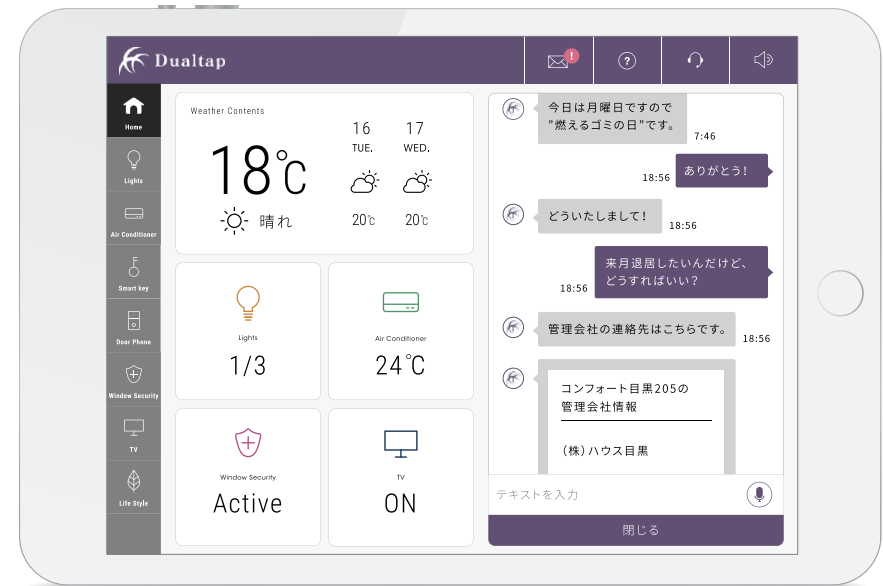 Dualtap
!
?
Home
Lights
Air Conditioner
Smart key
Door Phone
Window Security
TV
Life Style
Weather Contents
18℃
晴れ
16
TUE.
20℃
17
WED.
20℃
Lights
1/3
Air Conditioner
24℃
Window Security
Active
TV
ON
今日は月曜日ですので
"燃えるゴミの日"です。
7:46
ありがとう!
18:56
どういたしまして!
18:56
来月退居したいんだけど、
どうすればいい?
18:56
管理会社の連絡先はこちらです。
18:56
コンフォート目黒205の
管理会社情報
(株)ハウス目黒
テキストを入力
閉じる